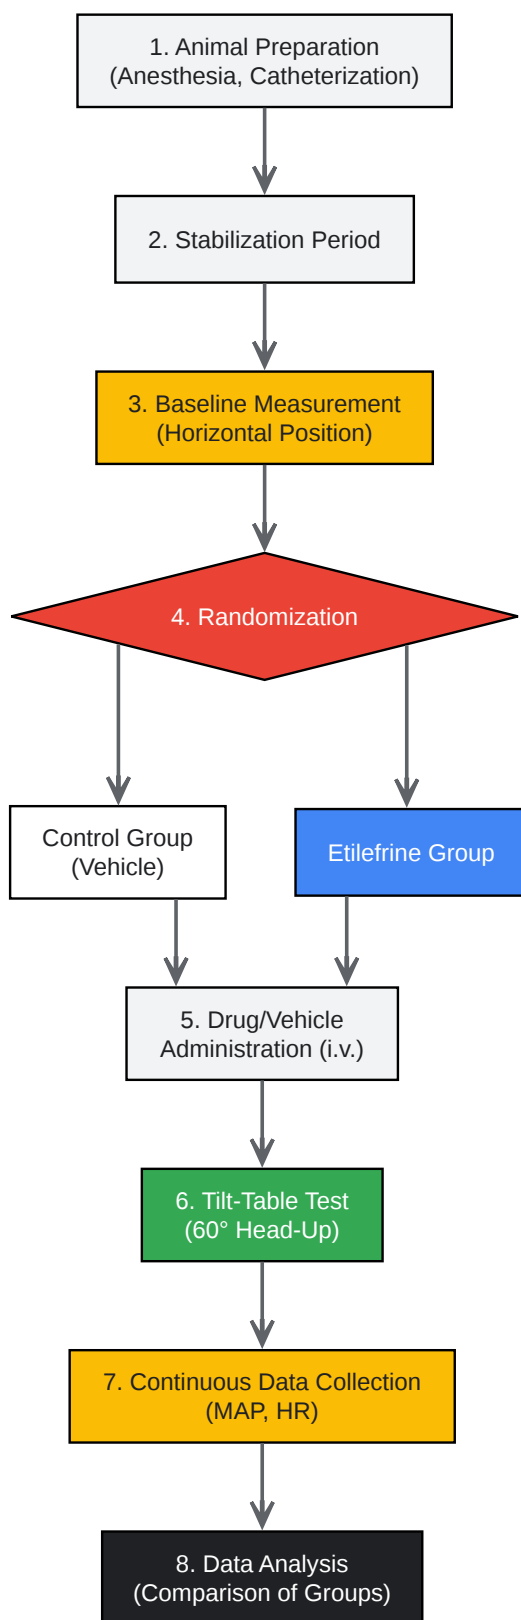 1. Animal Preparation
(Anesthesia, Catheterization)
2. Stabilization Period
3. Baseline Measurement
(Horizontal Position)
4. Randomization
Control Group
(Vehicle)
Etilefrine Group
5. Drug/Vehicle
Administration (i.v.)
6. Tilt-Table Test
(60° Head-Up)
7. Continuous Data Collection
(MAP, HR)
8. Data Analysis
(Comparison of Groups)